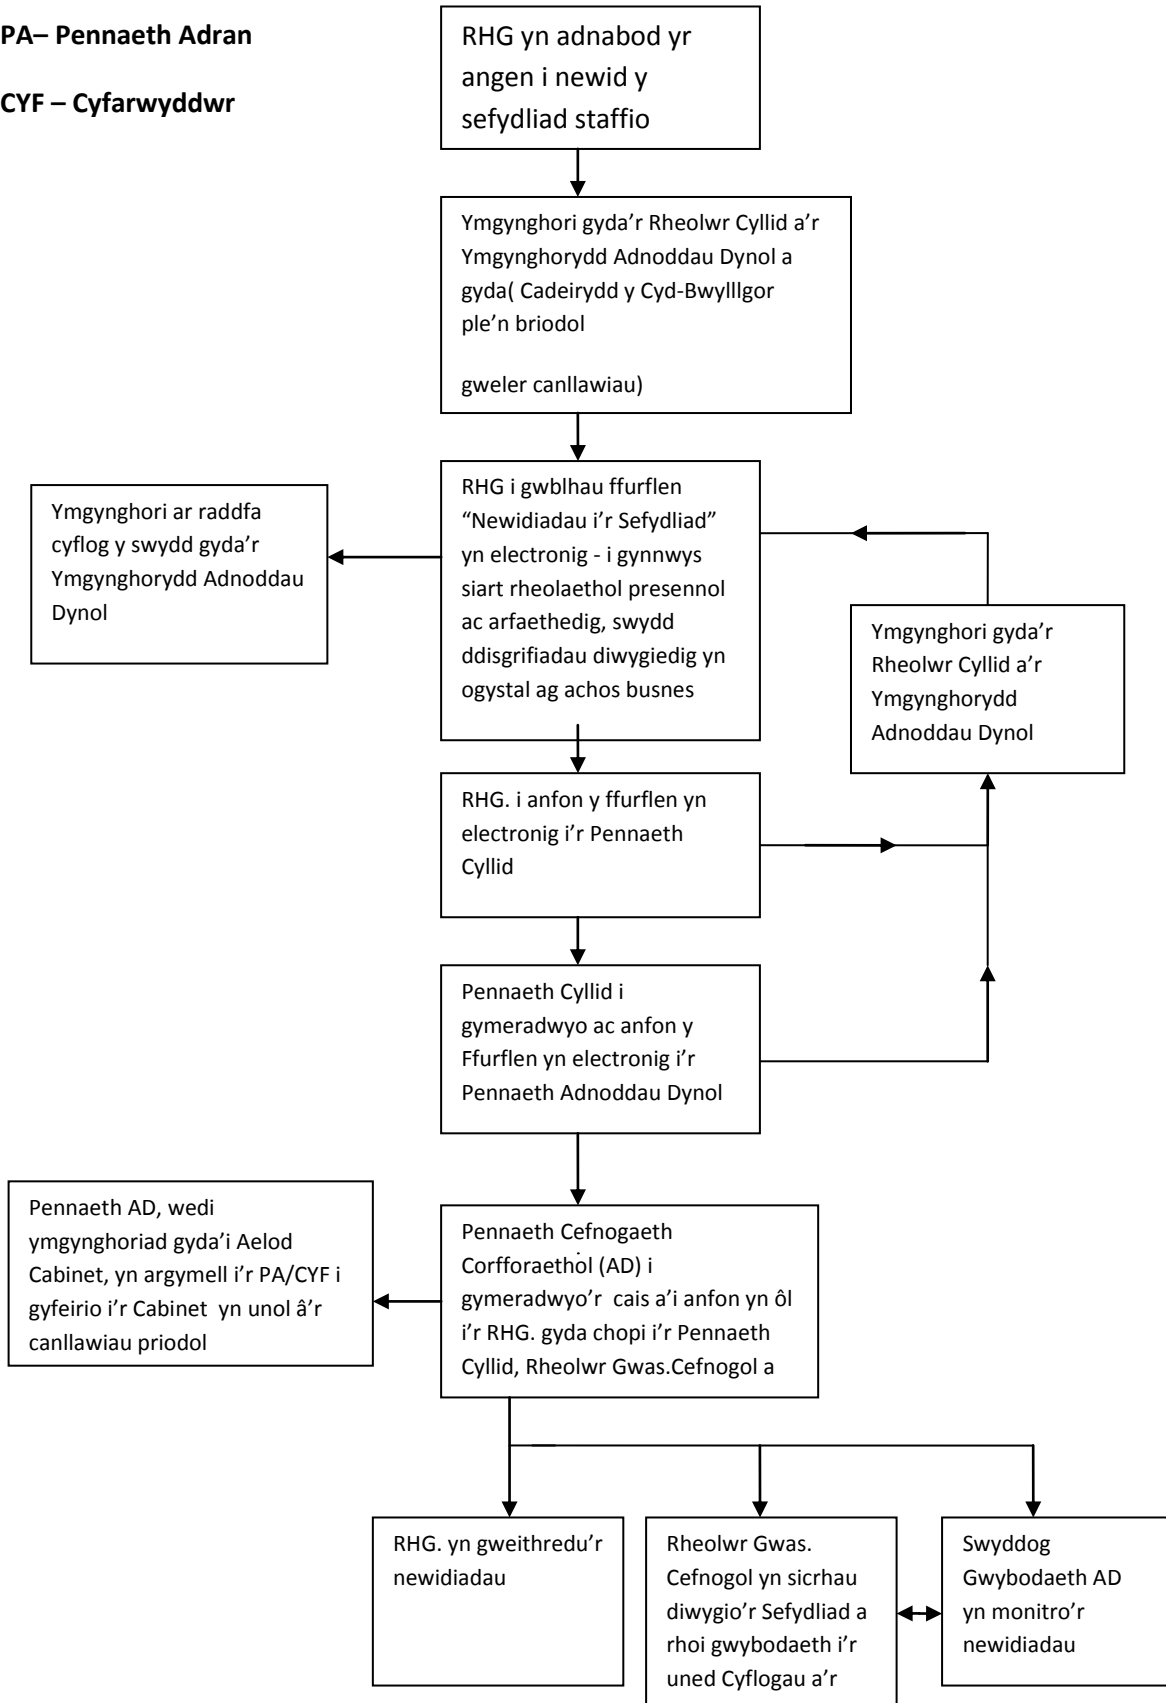 PA– Pennaeth Adran
CYF – Cyfarwyddwr
RHG yn adnabod yr
angen i newid y
sefydliad staffio
Ymgynghori gyda’r Rheolwr Cyllid a’r
Ymgynghorydd Adnoddau Dynol a
gyda( Cadeirydd y Cyd-Bwylllgor
ple’n briodol
gweler canllawiau)
Ymgynghori ar raddfa
cyflog y swydd gyda’r
Ymgynghorydd Adnoddau
Dynol
RHG i gwblhau ffurflen
“Newidiadau i’r Sefydliad”
yn electronig - i gynnwys
siart rheolaethol presennol
ac arfaethedig, swydd
ddisgrifiadau diwygiedig yn
ogystal ag achos busnes
Ymgynghori gyda’r
Rheolwr Cyllid a’r
Ymgynghorydd
Adnoddau Dynol
RHG. i anfon y ffurflen yn
electronig i’r Pennaeth
Cyllid
Pennaeth Cyllid i
gymeradwyo ac anfon y
Ffurflen yn electronig i’r
Pennaeth Adnoddau Dynol
Pennaeth AD, wedi
ymgynghoriad gyda’i Aelod
Cabinet, yn argymell i’r PA/CYF i
gyfeirio i’r Cabinet yn unol â’r
canllawiau priodol
Pennaeth Cefnogaeth
Corfforaethol (AD) i
gymeradwyo’r cais a’i anfon yn ôl
i’r RHG. gyda chopi i’r Pennaeth
Cyllid, Rheolwr Gwas.Cefnogol a
RHG. yn gweithredu’r
newidiadau
Rheolwr Gwas.
Cefnogol yn sicrhau
diwygio’r Sefydliad a
rhoi gwybodaeth i’r
uned Cyflogau a’r
Swyddog
Gwybodaeth AD
yn monitro’r
newidiadau